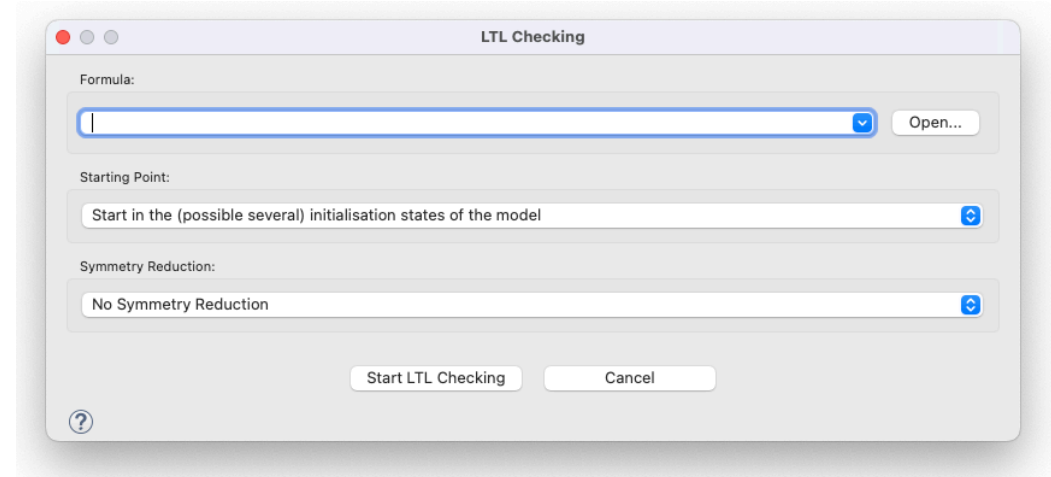 LTL Checking
Formula:
Open...
Starting Point:
Start in the (possible several) initialisation states of the model
Symmetry Reduction:
No Symmetry Reduction
Start LTL Checking Cancel
?